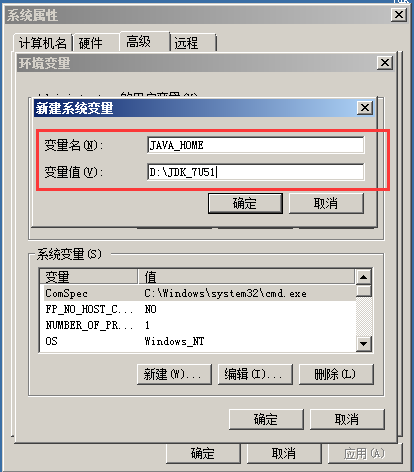 系统属性
计算机名 硬件 高级 远程
环境变量
的用户变量(U)
新建系统变量
变量名(N): JAVA_HOME
变量值(V): D:\JDK_7U51
确定 取消
系统变量(S)
变量 值
ComSpec C:\Windows\system32\cmd.exe
FP_NO_HOST_C... NO
NUMBER_OF_PR... 1
OS Windows_NT
新建(W)... 编辑(I)... 删除(L)
确定 取消
确定 取消 应用(A)